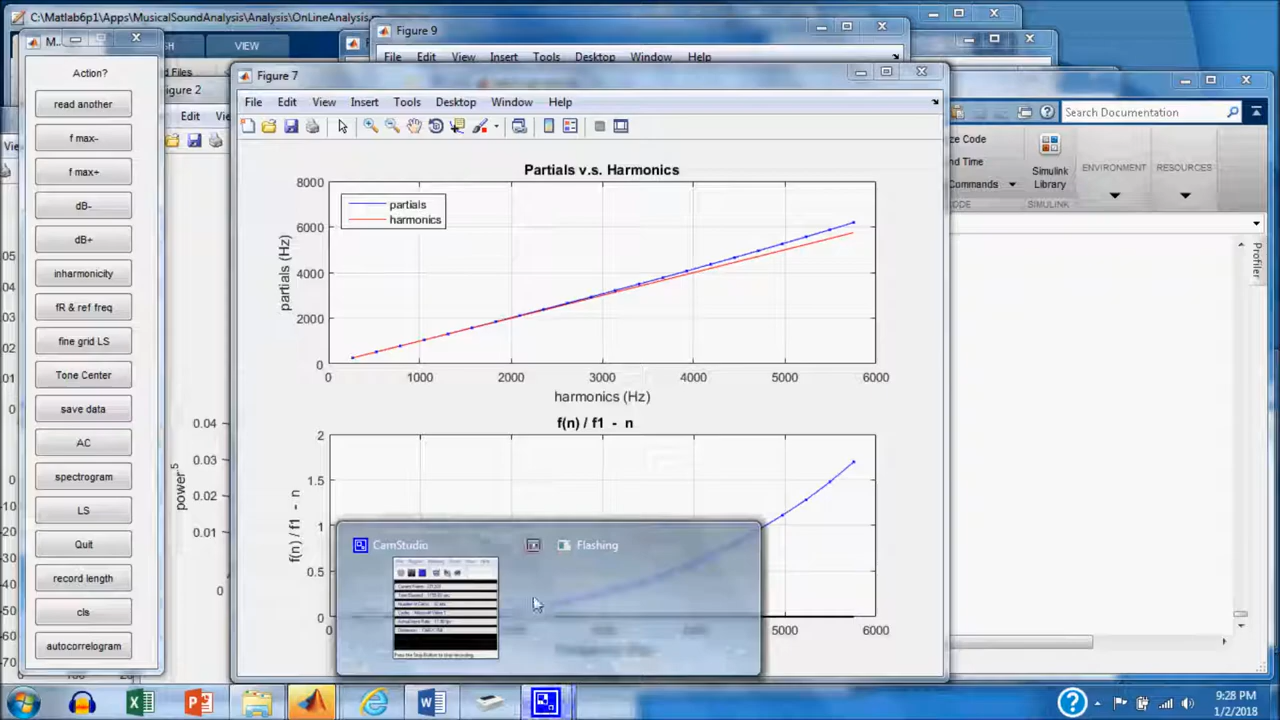 C:\Matlab6p1\Apps\MusicalSoundAnalysis\Analysis\OnLineAnalysis.
Figure 9
File Edit View Insert Tools Desktop Window Help
M...
VIEW
Files
igure 2
Edit
Action?
read another
f max-
f max+
dB-
dB+
inharmonicity
fR & ref freq
fine grid LS
Tone Center
save data
AC
spectrogram
LS
Quit
record length
cls
autocorrelogram
0.04
0.03
0.02
0.01
0
power
5
Figure 7
File Edit View Insert Tools Desktop Window Help
Partials v.s. Harmonics
partials
harmonics
partials (Hz)
8000
6000
4000
2000
0
0 1000 2000 3000 4000 5000 6000
harmonics (Hz)
f(n) / f1 - n
f(n) / f1 - n
2
1.5
1
0.5
0
0 5000 6000
CamStudio
Flashing
Search Documentation
ze Code
nd Time
Commands
Simulink
Library
SIMULINK
ENVIRONMENT
RESOURCES
Profiler
9:28 PM
1/2/2018